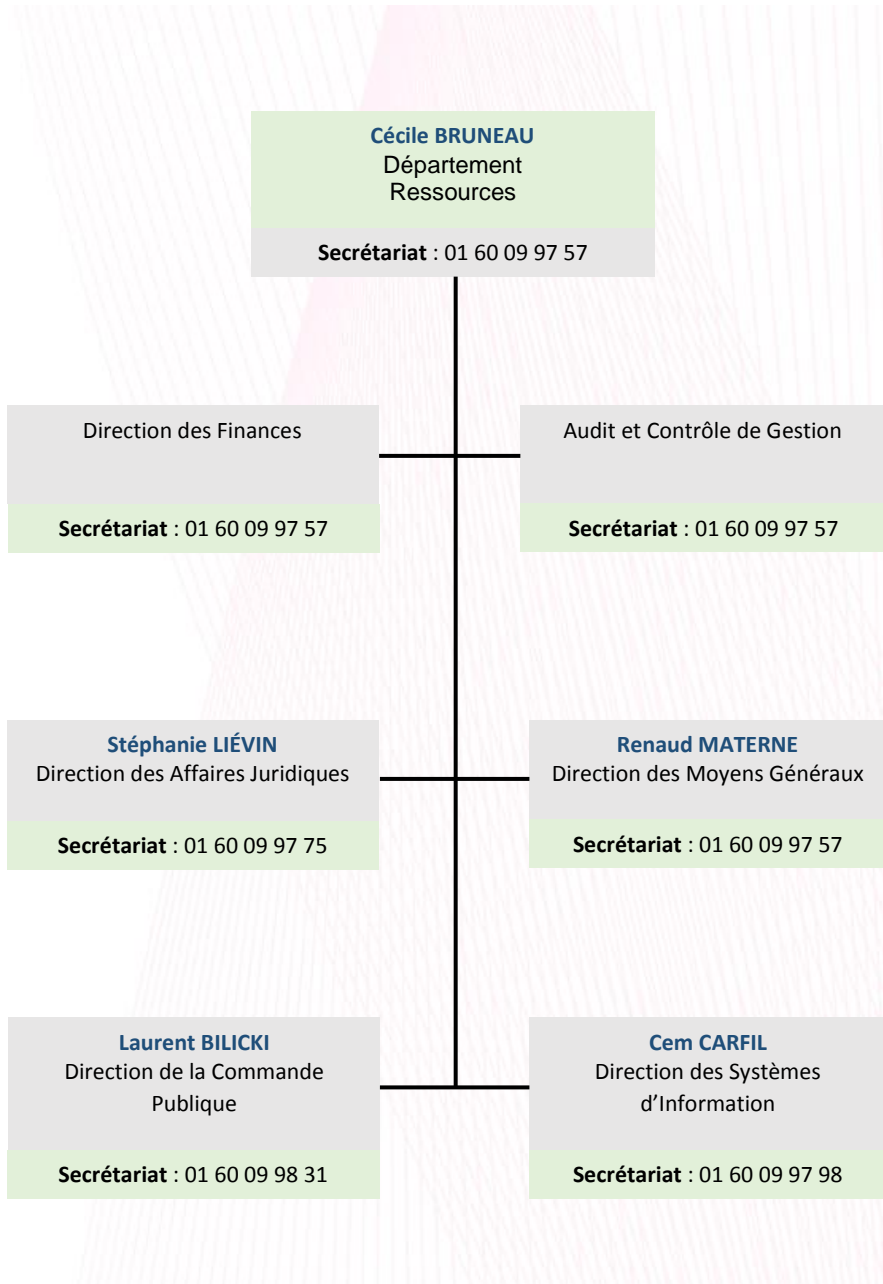 Cécile BRUNEAU
Département
Ressources
Secrétariat : 01 60 09 97 57
Direction des Finances
Secrétariat : 01 60 09 97 57
Audit et Contrôle de Gestion
Secrétariat : 01 60 09 97 57
Stéphanie LIÉVIN
Direction des Affaires Juridiques
Secrétariat : 01 60 09 97 75
Renaud MATERNE
Direction des Moyens Généraux
Secrétariat : 01 60 09 97 57
Laurent BILICKI
Direction de la Commande
Publique
Secrétariat : 01 60 09 98 31
Cem CARFIL
Direction des Systèmes
d’Information
Secrétariat : 01 60 09 97 98